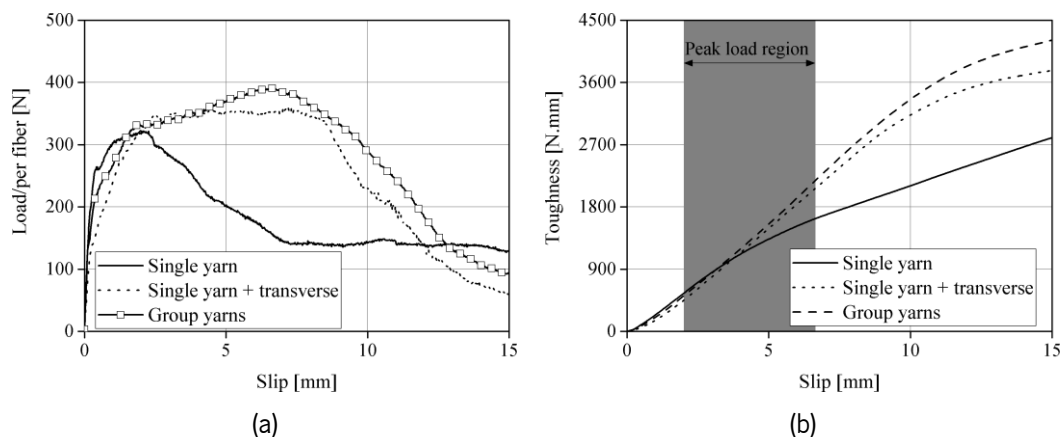 500
400
300
200
100
0
Load/per fiber [N]
Single yarn
Single yarn + transverse
Group yarns
0
5
10
15
Slip [mm]
(a)
4500
3600
2700
1800
900
0
Toughness [N.mm]
Peak load region
Single yarn
Single yarn + transverse
Group yarns
0
5
10
15
Slip [mm]
(b)